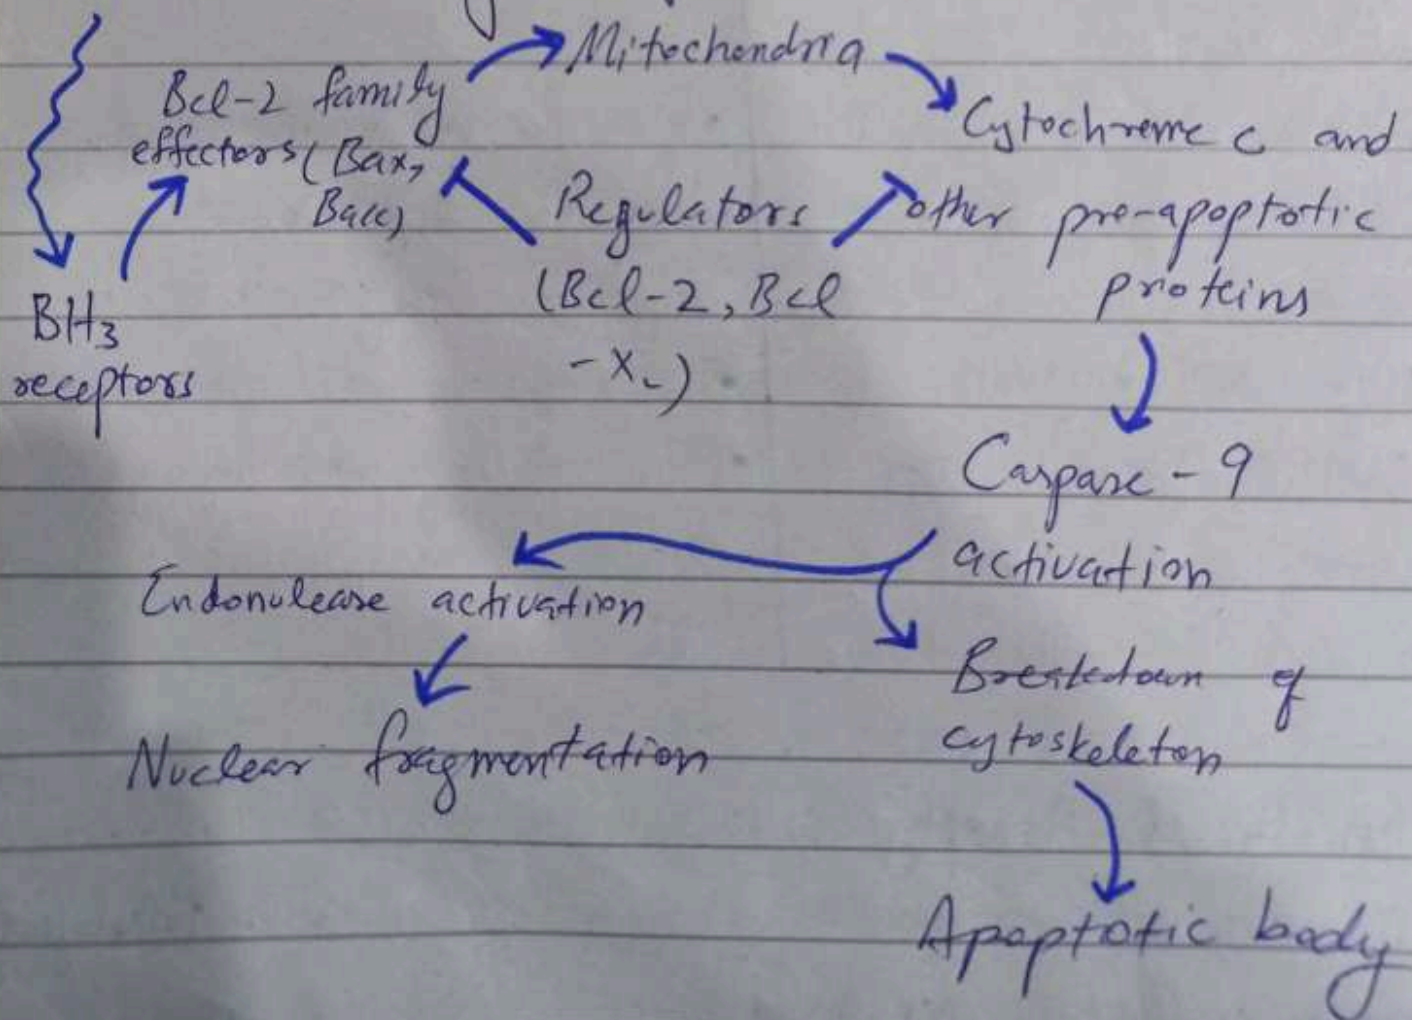 Mitochondria
Bcl-2 family
effectors (Bax,
Bak)
Cytochrome c and
other pro-apoptotic
proteins
Regulators
(Bcl-2, Bcl
-XL)
BH3
receptors
Caspase-9
activation
Endonulease activation
Nuclear fragmentation
Breakdown of
cytoskeleton
Apoptotic body